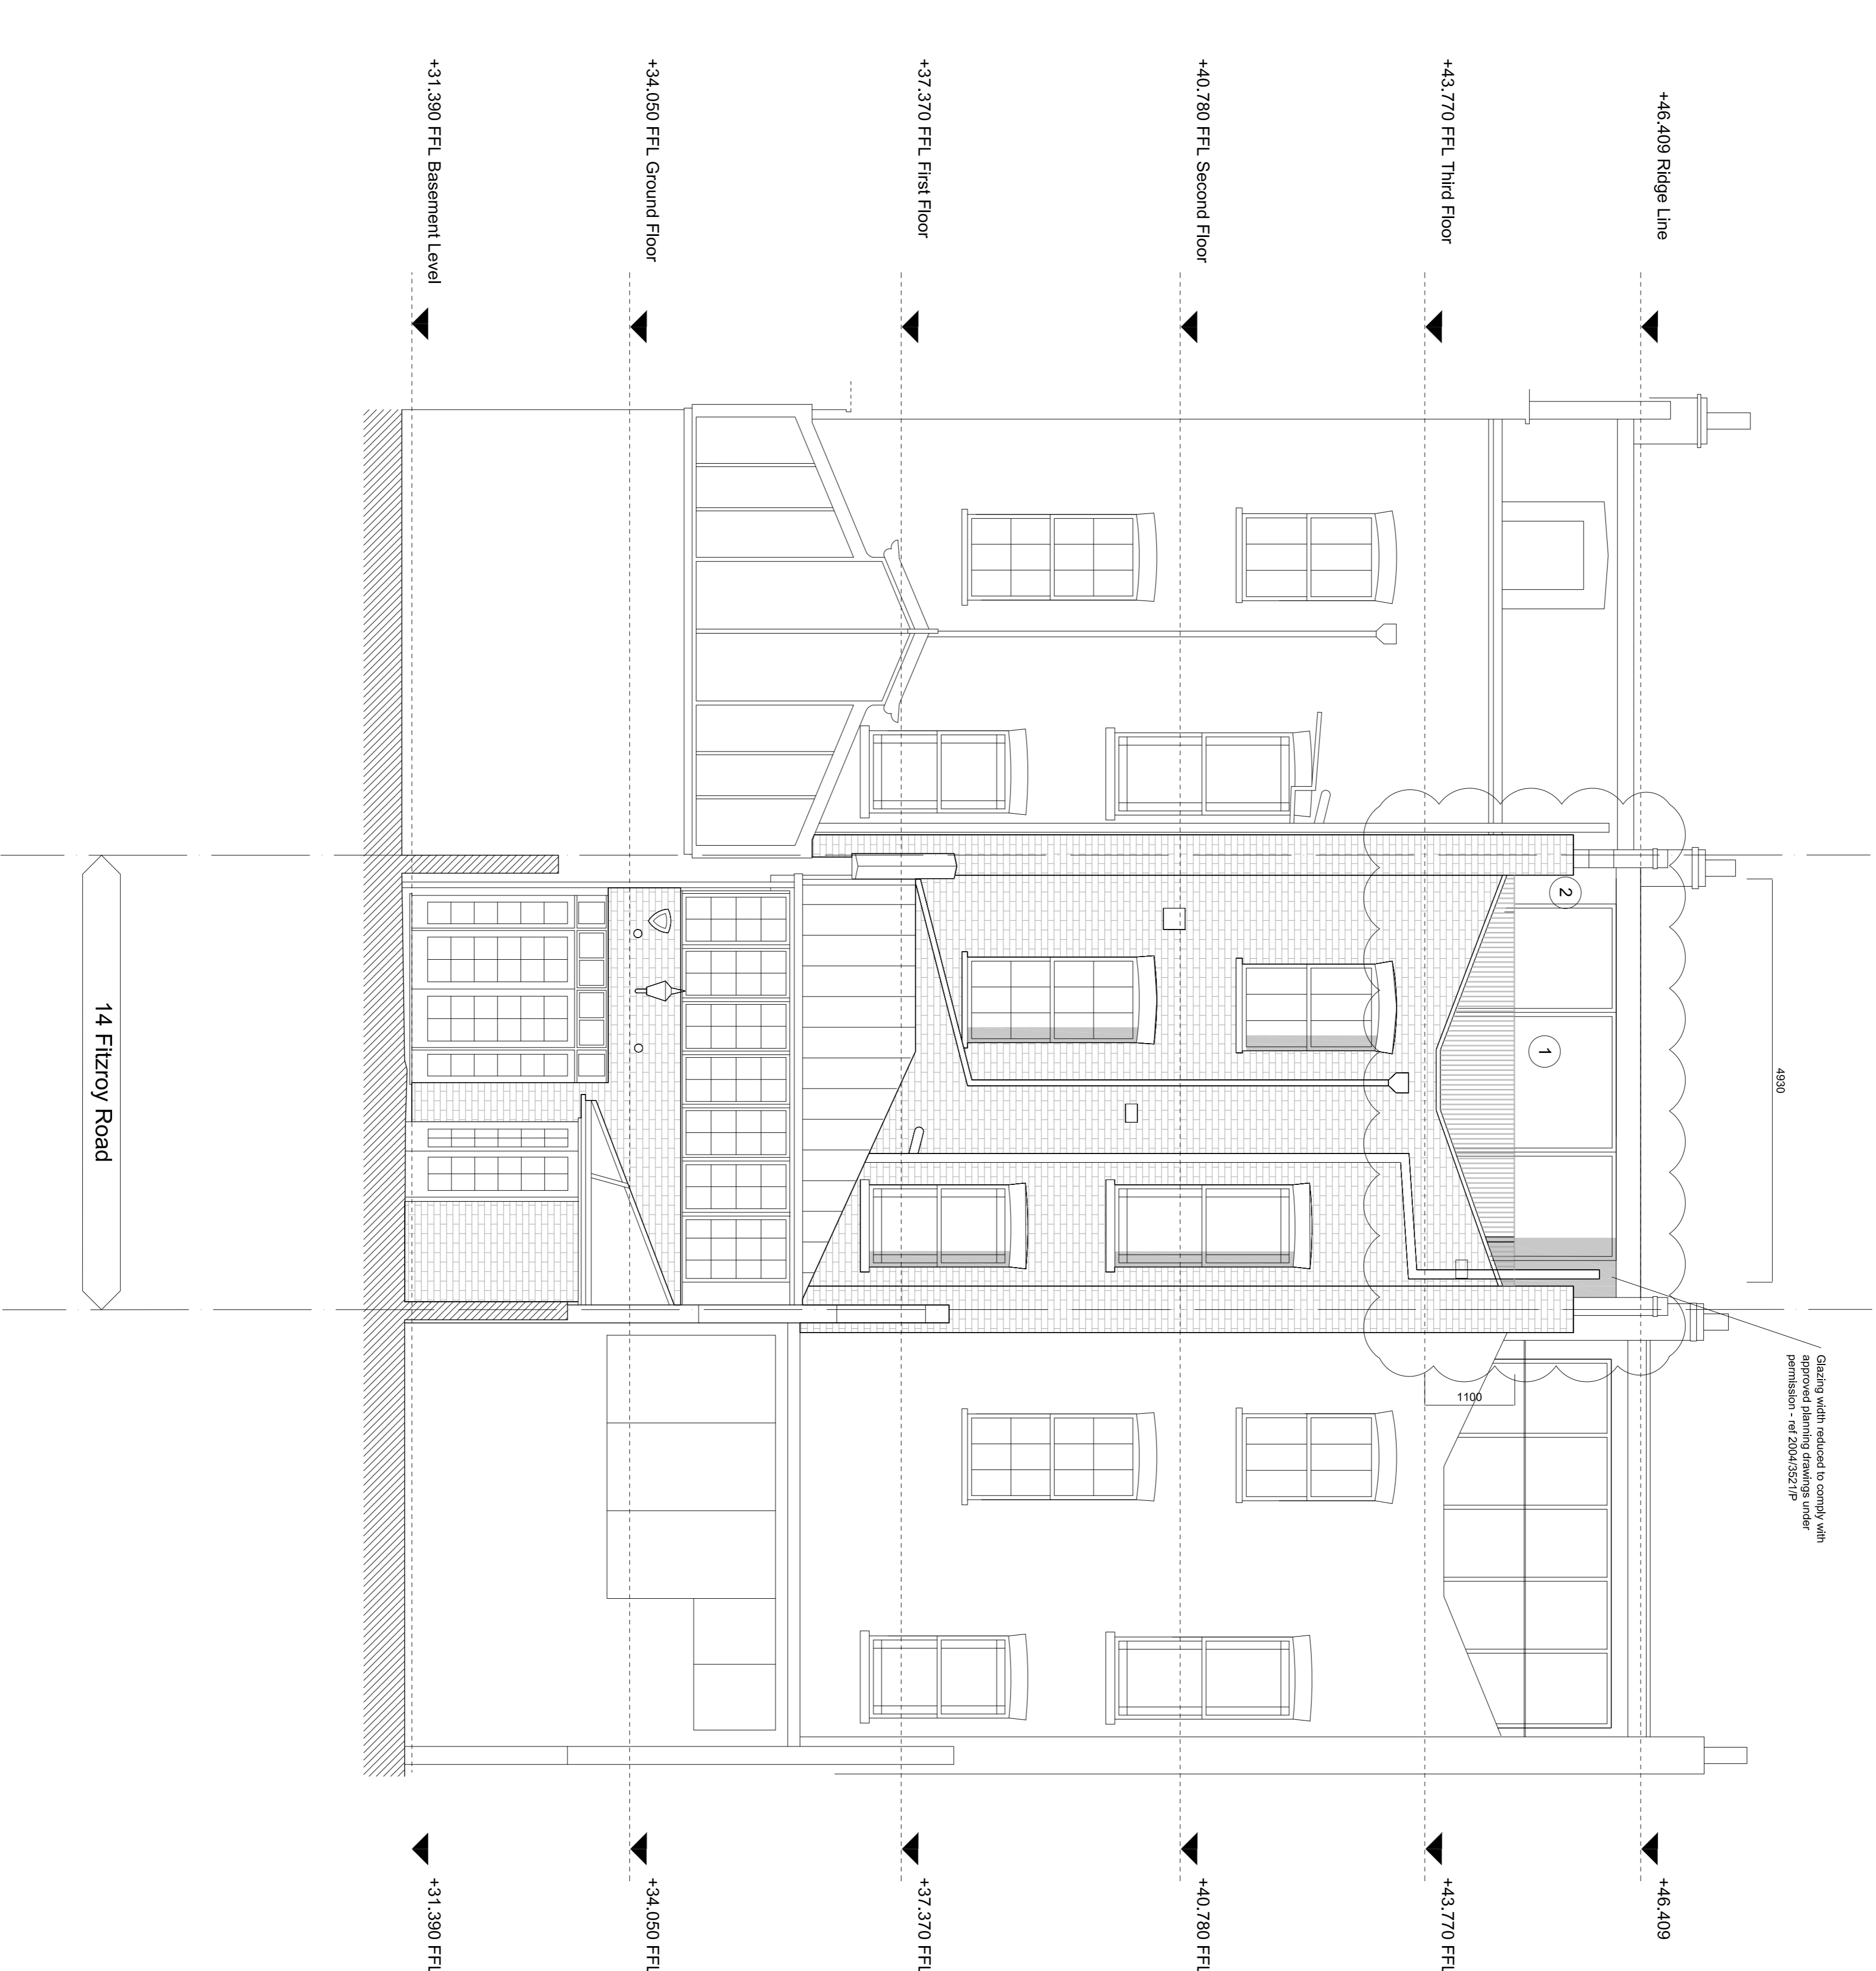 Glazing width reduced to comply with
approved planning drawings under
permission - ref 2004/3521/P
4930
+46.409 Ridge Line
+46.409
2
1
1100
+43.770 FFL Third Floor
+43.770 FFL
+40.780 FFL Second Floor
+40.780 FFL
+37.370 FFL First Floor
+37.370 FFL
+34.050 FFL Ground Floor
+34.050 FFL
+31.390 FFL Basement Level
+31.390 FFL
14 Fitzroy Road